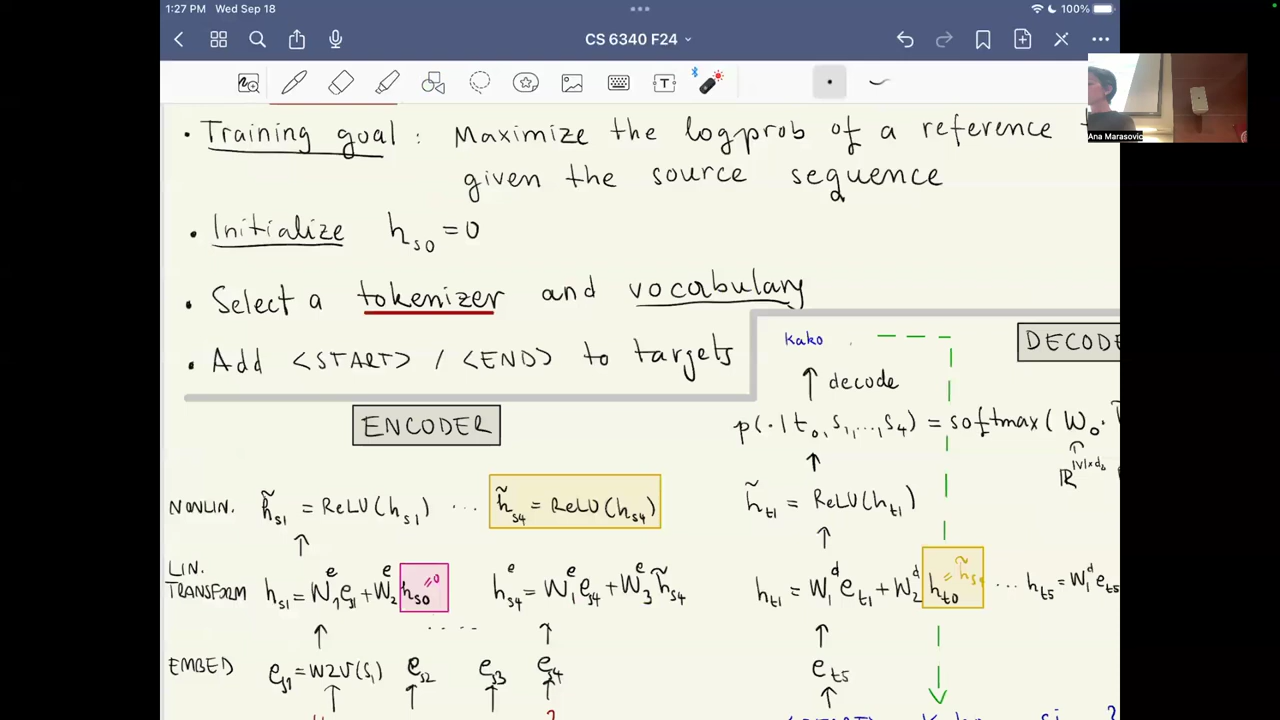 1:27 PM Wed Sep 18
100%
CS 6340 F24
Ana Marasovic
• Training goal : Maximize the logprob of a reference
given the source sequence
• Initialize h_s0 = 0
• Select a tokenizer and vocabulary
• Add <START> / <END> to targets
kako
DECODE
↑ decode
p(·|t_0, s_1,...,s_4) = softmax( W_0 ·
ℝ^|V|×d
ENCODER
NONLIN. h̃_s1 = ReLU(h_s1) ... h̃_s4 = ReLU(h_s4)
h̃_t1 = ReLU(h_t1)
LIN. TRANSFORM h_s1 = W_1^e e_s1 + W_2^e h_s0 = 0 h_s4^e = W_1^e e_s4 + W_3^e h̃_s4
h_t1 = W_1^d e_t1 + W_2^d h_t0 = h̃_s ... h_t5 = W_1^d e_t5
EMBED e_s1 = W2V(s_1) e_s2 e_s3 e_s4
e_t5